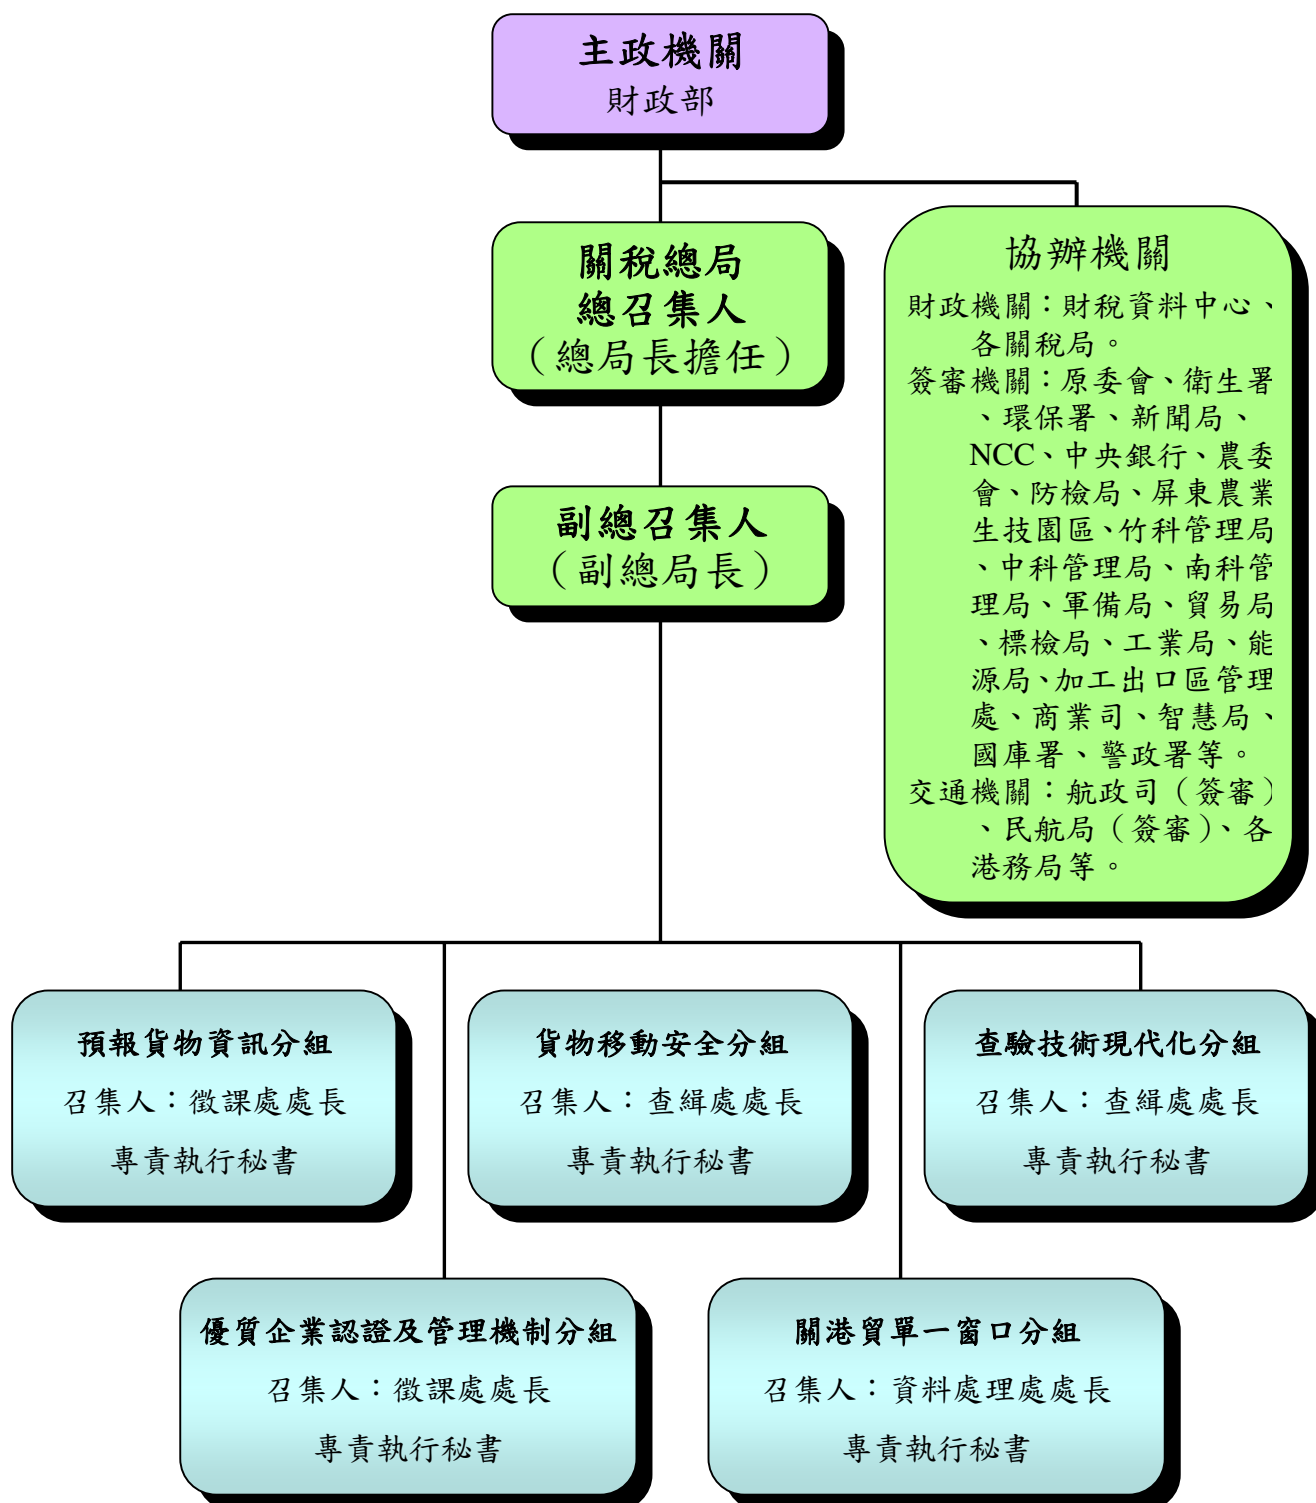 主政機關
財政部
關稅總局
總召集人
（總局長擔任）
副總召集人
（副總局長）
協辦機關
財政機關：財稅資料中心、
各關稅局。
簽審機關：原委會、衛生署
、環保署、新聞局、
NCC、中央銀行、農委
會、防檢局、屏東農業
生技園區、竹科管理局
、中科管理局、南科管
理局、軍備局、貿易局
、標檢局、工業局、能
源局、加工出口區管理
處、商業司、智慧局、
國庫署、警政署等。
交通機關：航政司（簽審）
、民航局（簽審）、各
港務局等。
預報貨物資訊分組
召集人：徵課處處長
專責執行秘書
貨物移動安全分組
召集人：查緝處處長
專責執行秘書
查驗技術現代化分組
召集人：查緝處處長
專責執行秘書
優質企業認證及管理機制分組
召集人：徵課處處長
專責執行秘書
關港貿單一窗口分組
召集人：資料處理處處長
專責執行秘書